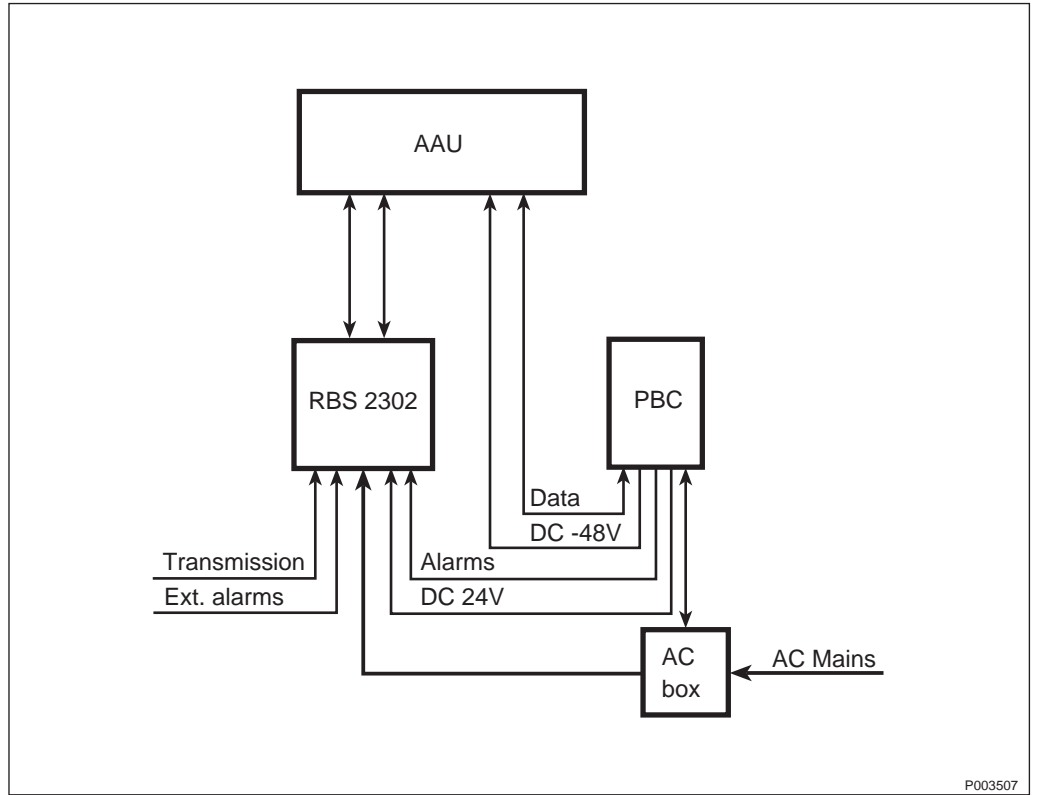 AAU
RBS 2302
PBC
Data
DC -48V
Transmission
Alarms
Ext. alarms
DC 24V
AC
box
AC Mains
P003507